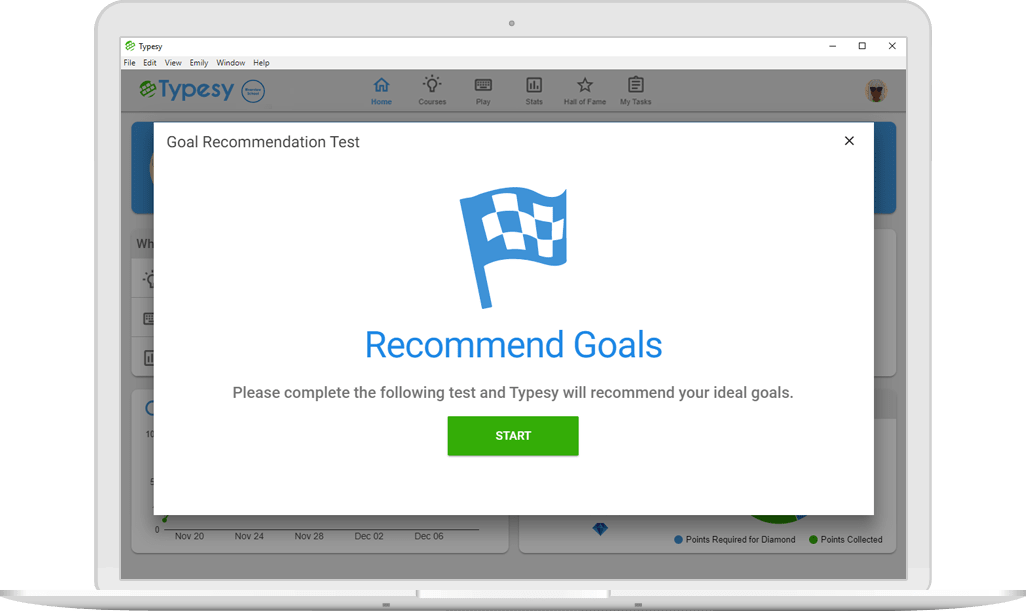 Typesy
File Edit View Emily Window Help
Typesy
Home Courses Play Stats Hall of Fame My Tasks
Goal Recommendation Test
Wh
Recommend Goals
Please complete the following test and Typesy will recommend your ideal goals.
START
10
5
0
Nov 20 Nov 24 Nov 28 Dec 02 Dec 06
Points Required for Diamond Points Collected